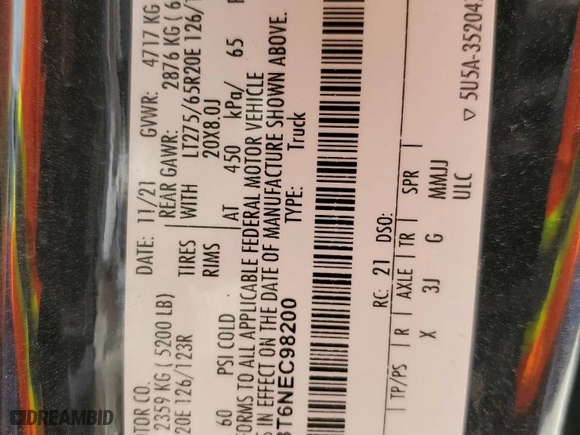 TOR CO. DATE: 11/21 GVWR: 4717 KG
2359 KG ( 5200 LB) REAR GAWR: 2876 KG (
20E 126/123R TIRES WITH LT275/65R20E 126/
RIMS 20X8.0J
60 PSI COLD AT 450 kPa/ 65
FORMS TO ALL APPLICABLE FEDERAL MOTOR VEHICLE
IN EFFECT ON THE DATE OF MANUFACTURE SHOWN ABOVE.
T6NEC98200 TYPE: Truck
RC: 21 DSO:
TP/PS R AXLE TR SPR
X 3J G MMJJ
ULC
▽ 5U5A-35204
DREAMBID